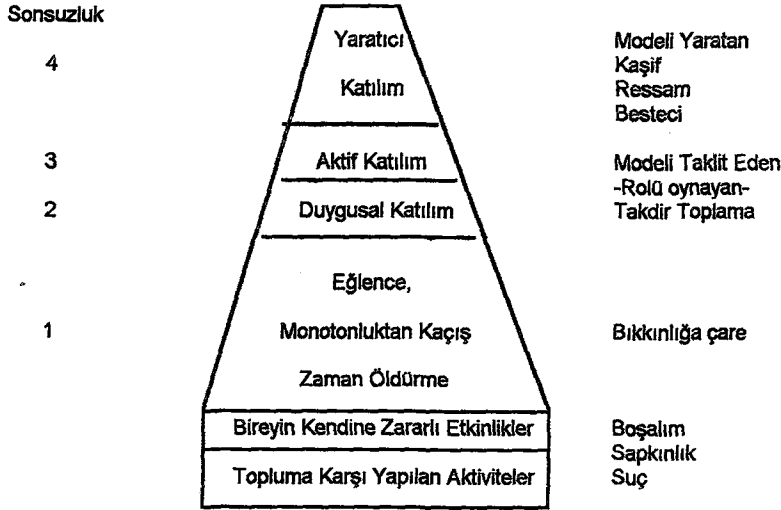 Sonsuzluk
Yaratıcı
Modeli Yaratan
4
Kaşif
Katılım
Ressam
Besteci
3
Aktif Katılım
Modeli Taklit Eden
-Rolü oynayan-
2
Duygusal Katılım
Takdir Toplama
Eğlence,
1
Monotonluktan Kaçış
Bıkkınlığa çare
Zaman Öldürme
Bireyin Kendine Zararlı Etkinlikler
Boşalım
Sapkınlık
Topluma Karşı Yapılan Aktiviteler
Suç